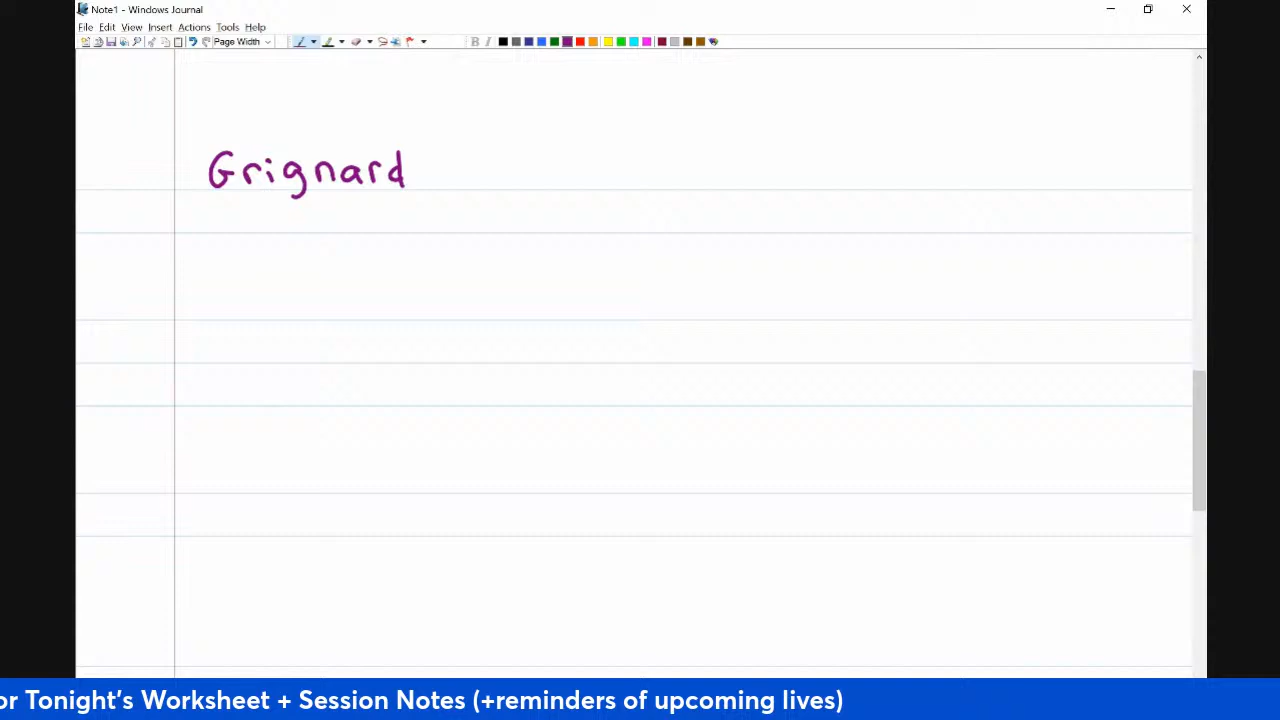 Note1 - Windows Journal
File Edit View Insert Actions Tools Help
Page Width B I
Grignard
or Tonight's Worksheet + Session Notes (+reminders of upcoming lives)